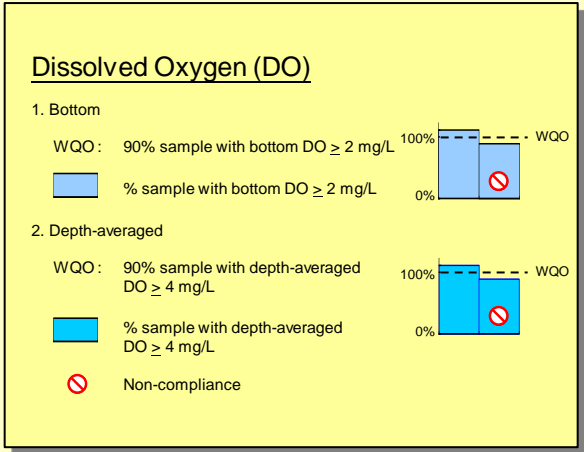 Dissolved Oxygen (DO)
1. Bottom
WQO: 90% sample with bottom DO ≥ 2 mg/L
% sample with bottom DO ≥ 2 mg/L
100%
WQO
0%
2. Depth-averaged
WQO: 90% sample with depth-averaged
DO ≥ 4 mg/L
% sample with depth-averaged
DO ≥ 4 mg/L
100%
WQO
0%
Non-compliance